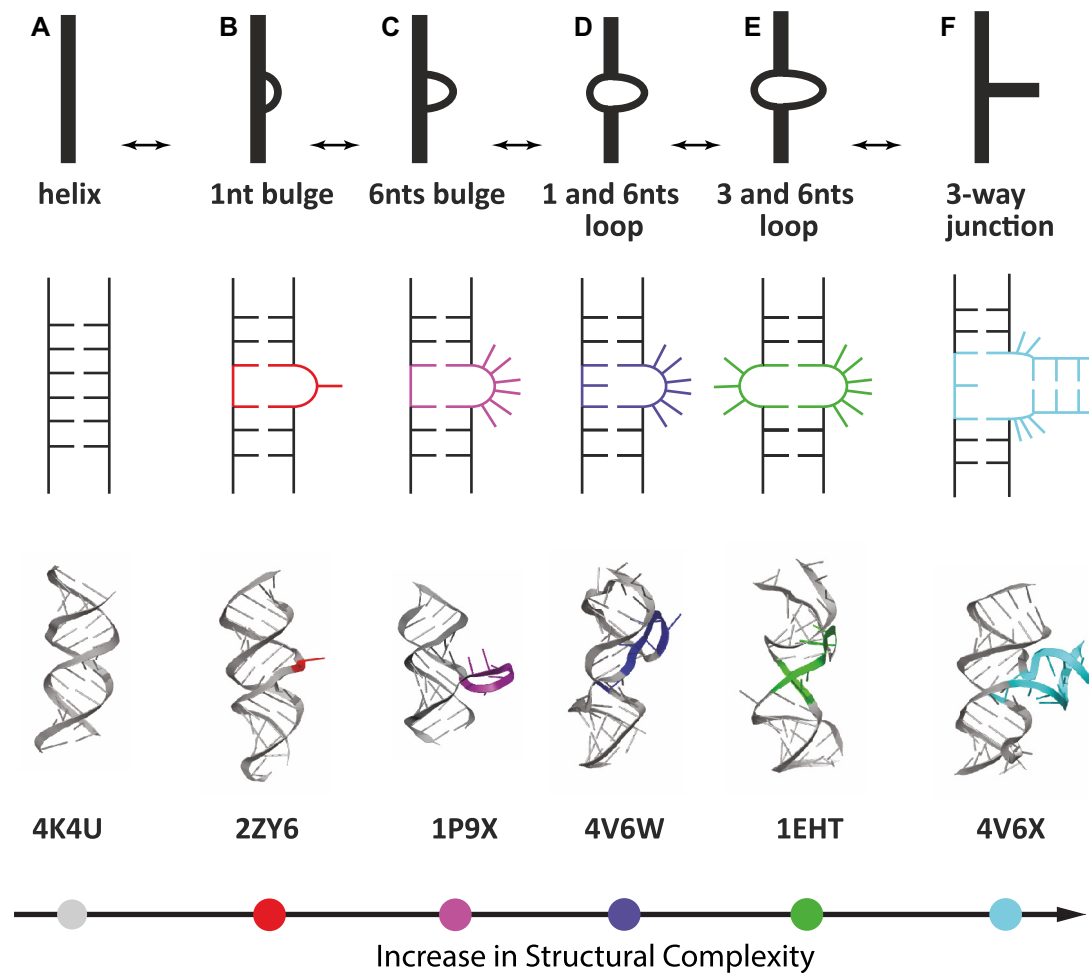 A B C D E F
helix 1nt bulge 6nts bulge 1 and 6nts 3 and 6nts 3-way
loop loop junction
4K4U 2ZY6 1P9X 4V6W 1EHT 4V6X
Increase in Structural Complexity